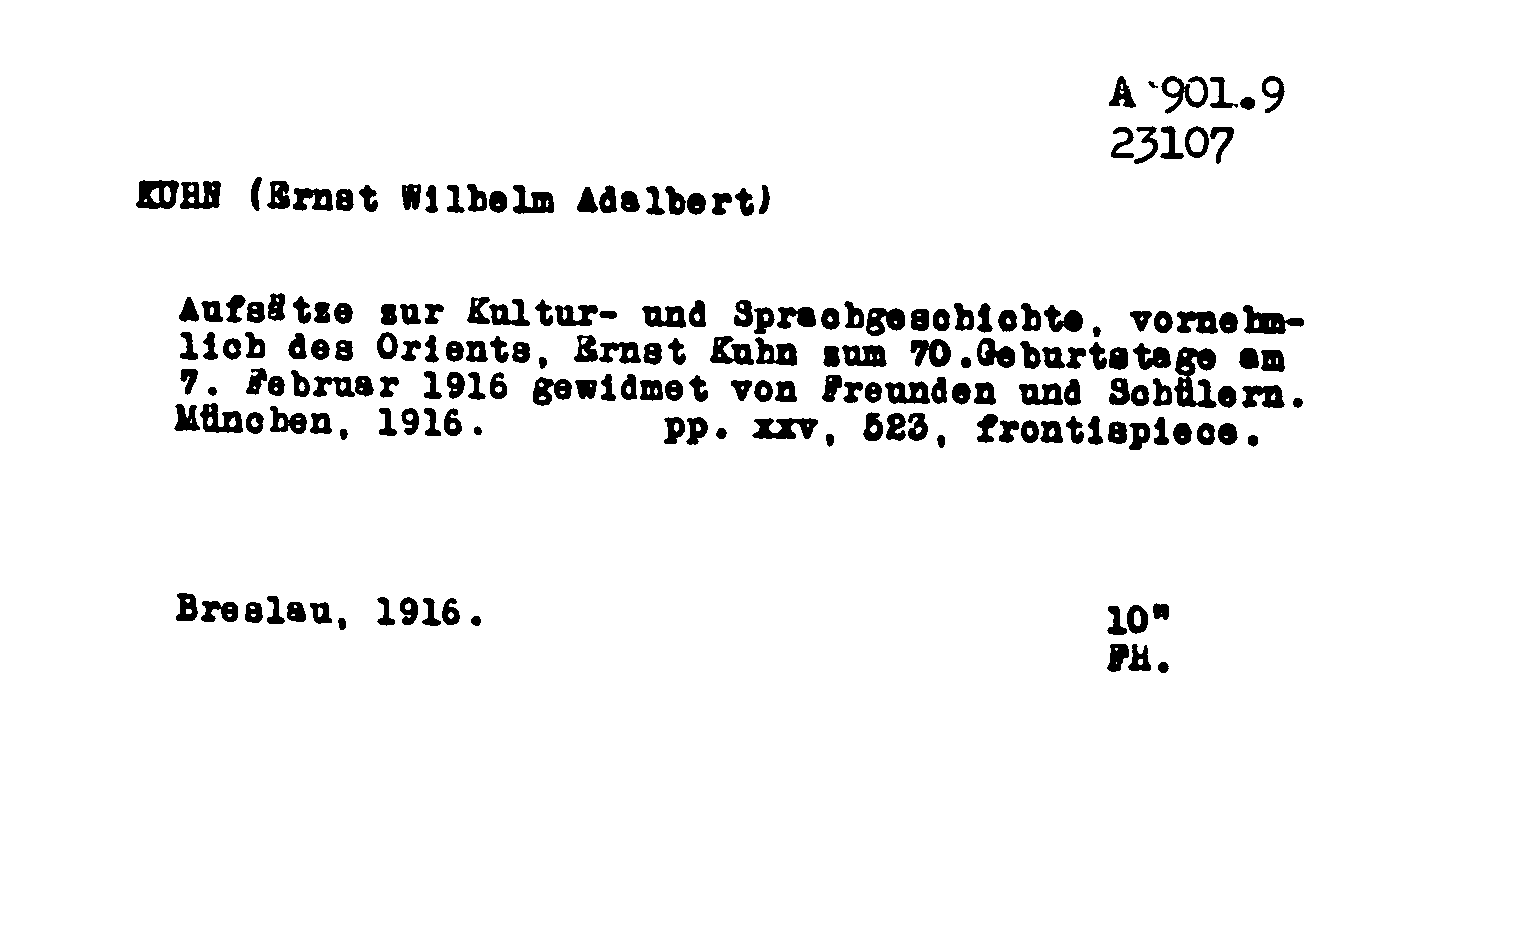 A 901.9
23107
KUHN (Ernst Wilhelm Adalbert)
Aufsätze zur Kultur- und Sprachgeschichte, vornehm-
lich des Orients, Ernst Kuhn zum 70.Geburtstage am
7. Februar 1916 gewidmet von Freunden und Schülern.
München, 1916. pp. xxv, 523, frontispiece.
Breslau, 1916.
10"
FH.